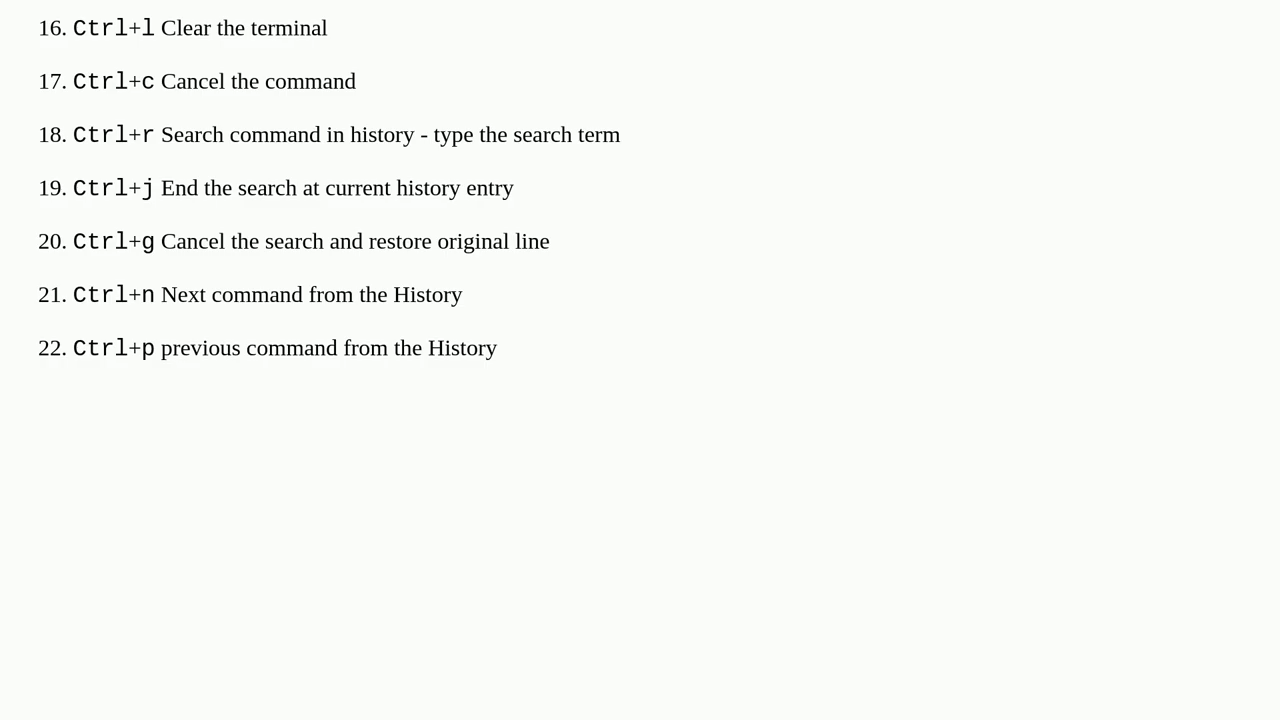 16. Ctrl+l Clear the terminal
17. Ctrl+c Cancel the command
18. Ctrl+r Search command in history - type the search term
19. Ctrl+j End the search at current history entry
20. Ctrl+g Cancel the search and restore original line
21. Ctrl+n Next command from the History
22. Ctrl+p previous command from the History